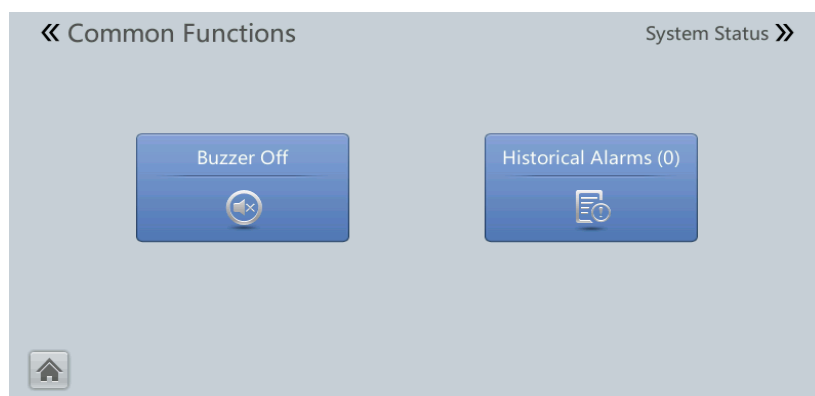 « Common Functions
System Status »
Buzzer Off
Historical Alarms (0)